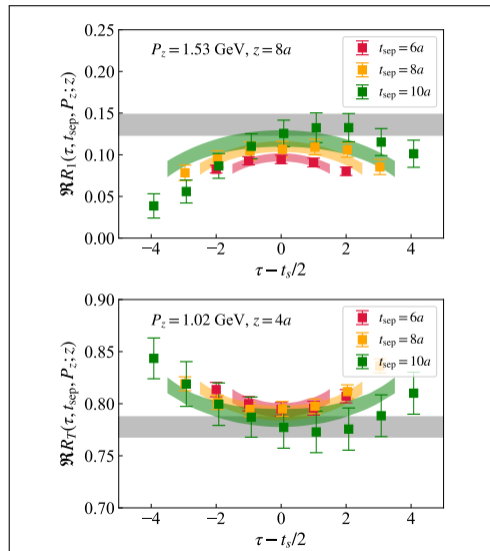 P_z = 1.53 GeV, z = 8a
t_sep = 6a
t_sep = 8a
t_sep = 10a
ℜR_1(τ, t_sep, P_z; z)
0.25
0.20
0.15
0.10
0.05
0.00
−4 −2 0 2 4
τ − t_s/2
P_z = 1.02 GeV, z = 4a
t_sep = 6a
t_sep = 8a
t_sep = 10a
ℜR_T(τ, t_sep, P_z; z)
0.90
0.85
0.80
0.75
0.70
−4 −2 0 2 4
τ − t_s/2